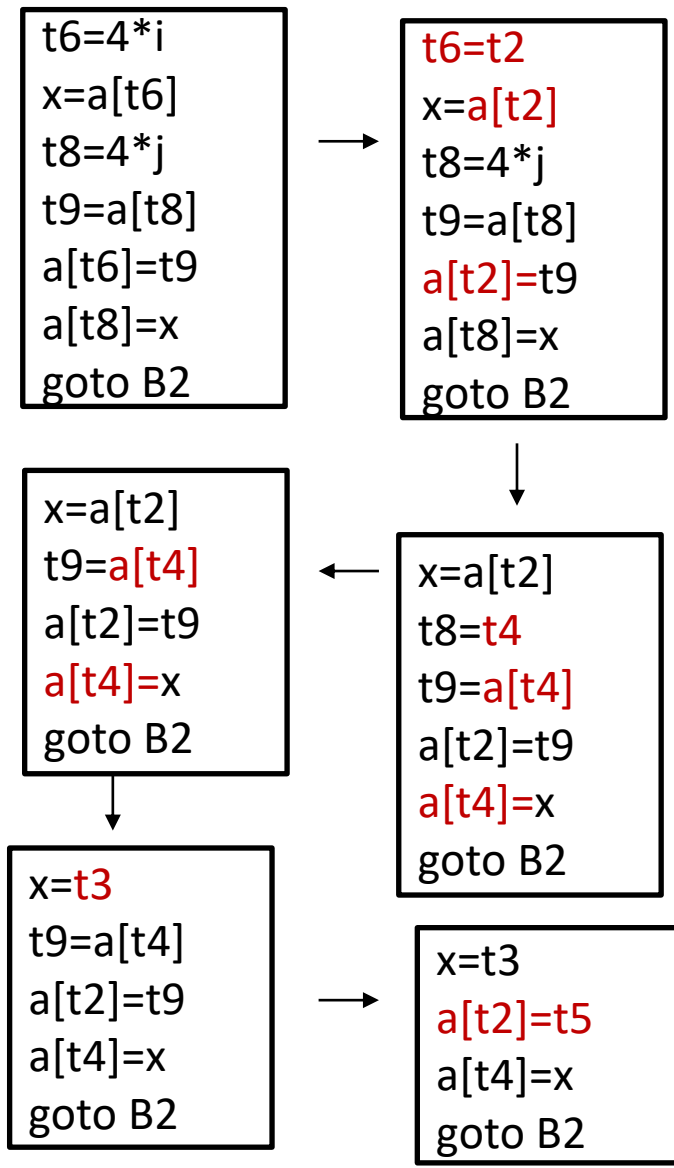 t6=4*i
x=a[t6]
t8=4*j
t9=a[t8]
a[t6]=t9
a[t8]=x
goto B2
t6=t2
x=a[t2]
t8=4*j
t9=a[t8]
a[t2]=t9
a[t8]=x
goto B2
x=a[t2]
t8=t4
t9=a[t4]
a[t2]=t9
a[t4]=x
goto B2
x=a[t2]
t9=a[t4]
a[t2]=t9
a[t4]=x
goto B2
x=t3
t9=a[t4]
a[t2]=t9
a[t4]=x
goto B2
x=t3
a[t2]=t5
a[t4]=x
goto B2